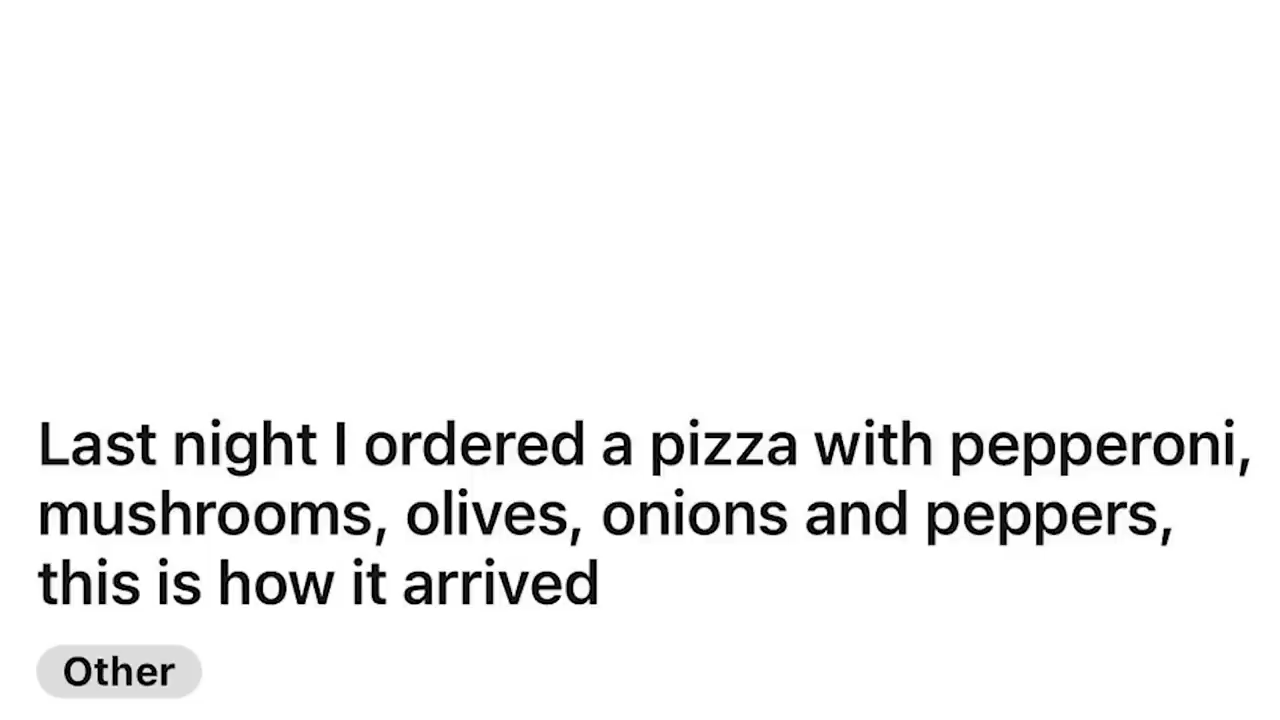 Last night I ordered a pizza with pepperoni,
mushrooms, olives, onions and peppers,
this is how it arrived
Other